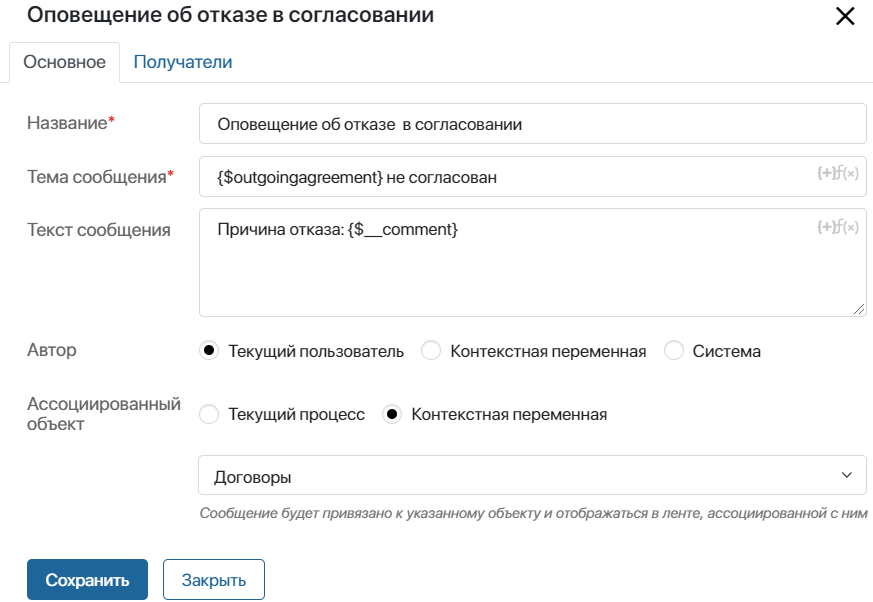 Оповещение об отказе в согласовании
Основное Получатели
Название*
Оповещение об отказе в согласовании
Тема сообщения*
{$outgoingagreement} не согласован
{+}ƒ(×)
Текст сообщения
Причина отказа: {$__comment}
{+}ƒ(×)
Автор
Текущий пользователь Контекстная переменная Система
Ассоциированный
объект
Текущий процесс Контекстная переменная
Договоры
Сообщение будет привязано к указанному объекту и отображаться в ленте, ассоциированной с ним
Сохранить Закрыть